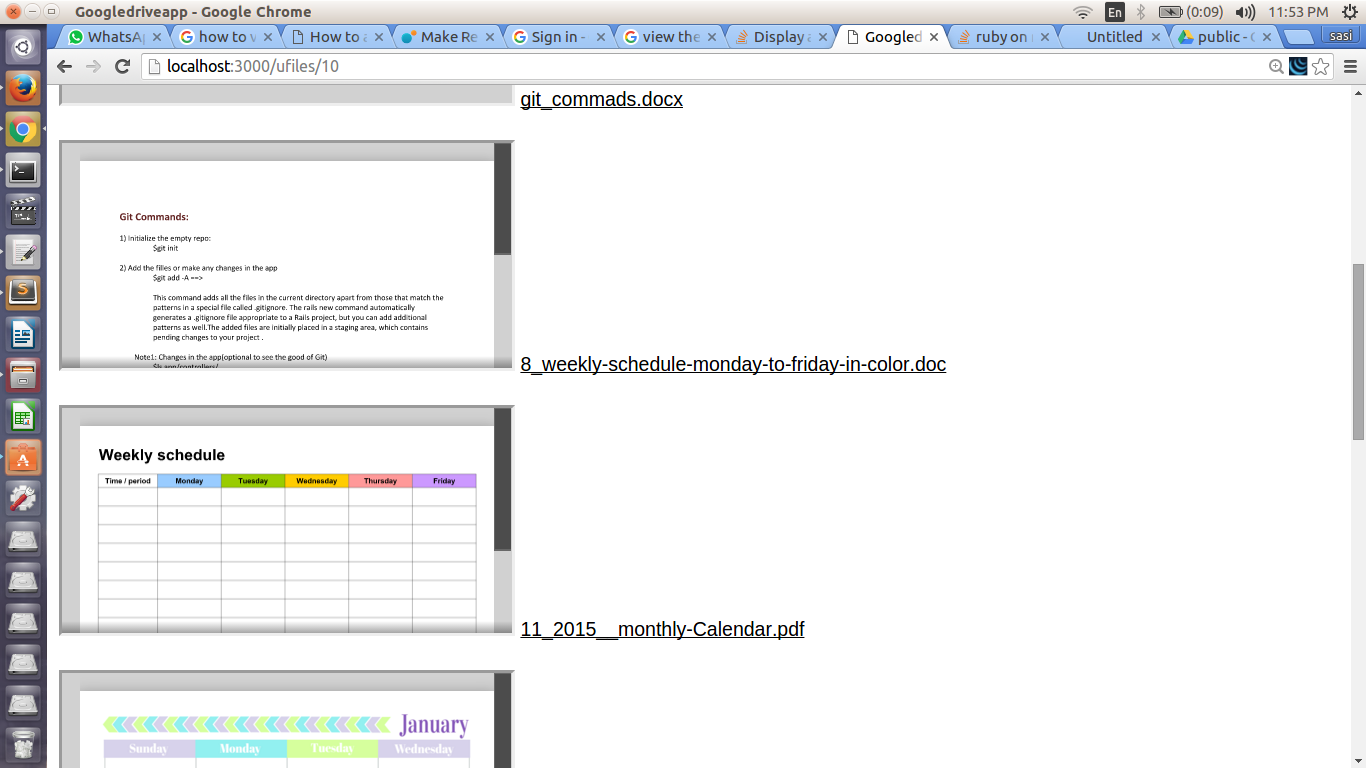 Googledriveapp - Google Chrome
En
(0:09)
11:53 PM
WhatsA
how to v
How to a
Make Re
Sign in -
view the
Display a
Googled
ruby on r
Untitled
public - G
sasi
localhost:3000/ufiles/10
git_commads.docx
Git Commands:
1) Initialize the empty repo:
$git init
2) Add the filles or make any changes in the app
$git add -A ==>
This command adds all the files in the current directory apart from those that match the
patterns in a special file called .gitignore. The rails new command automatically
generates a .gitignore file appropriate to a Rails project, but you can add additional
patterns as well.The added files are initially placed in a staging area, which contains
pending changes to your project .
Note1: Changes in the app(optional to see the good of Git)
$ls app/controllers/
8_weekly-schedule-monday-to-friday-in-color.doc
Weekly schedule
Time / period Monday Tuesday Wednesday Thursday Friday
11_2015__monthly-Calendar.pdf
January
Sunday Monday Tuesday Wednesday